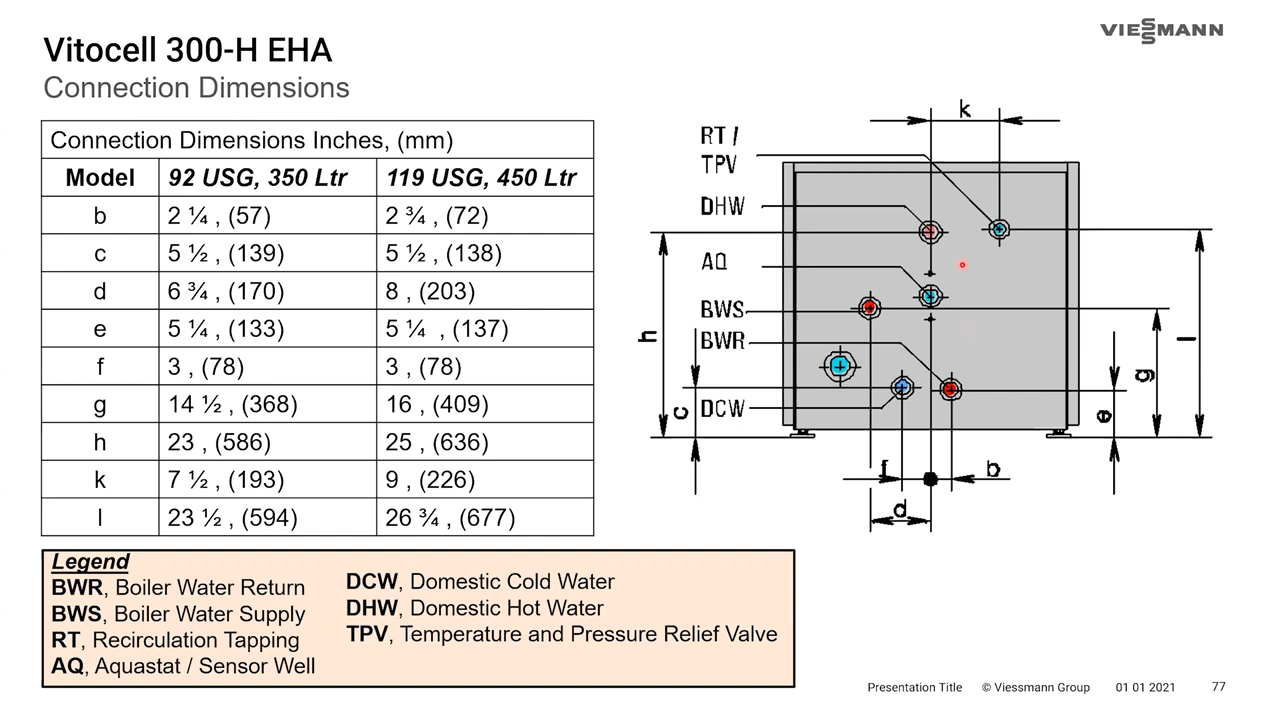 VIESSMANN
Vitocell 300-H EHA
Connection Dimensions
Connection Dimensions Inches, (mm)
Model 92 USG, 350 Ltr 119 USG, 450 Ltr
b 2 ¼ , (57) 2 ¾ , (72)
c 5 ½ , (139) 5 ½ , (138)
d 6 ¾ , (170) 8 , (203)
e 5 ¼ , (133) 5 ¼ , (137)
f 3 , (78) 3 , (78)
g 14 ½ , (368) 16 , (409)
h 23 , (586) 25 , (636)
k 7 ½ , (193) 9 , (226)
l 23 ½ , (594) 26 ¾ , (677)
k
RT /
TPV
DHW
AQ
BWS
BWR
DCW
h
c
l
g
e
f
b
d
Legend
BWR, Boiler Water Return
BWS, Boiler Water Supply
RT, Recirculation Tapping
AQ, Aquastat / Sensor Well
DCW, Domestic Cold Water
DHW, Domestic Hot Water
TPV, Temperature and Pressure Relief Valve
Presentation Title © Viessmann Group 01 01 2021 77